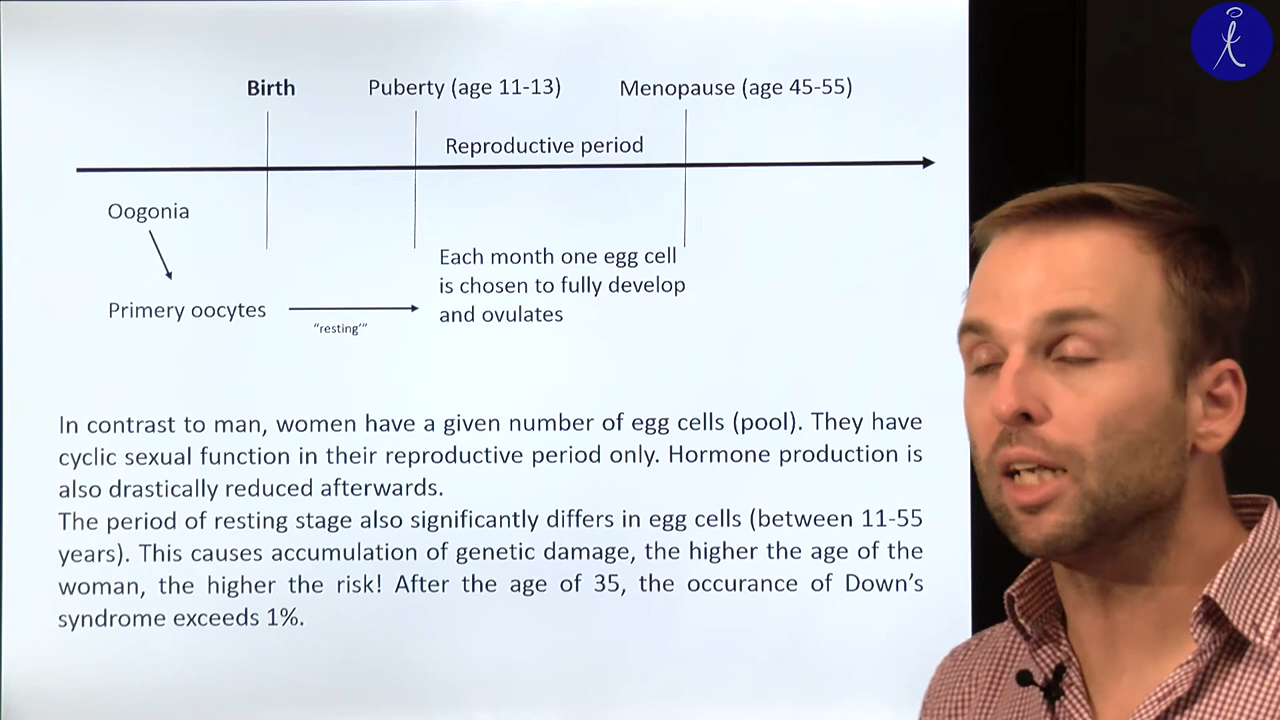 Birth
Puberty (age 11-13)
Menopause (age 45-55)
Reproductive period
Oogonia
Each month one egg cell
is chosen to fully develop
and ovulates
Primery oocytes
“resting’”
In contrast to man, women have a given number of egg cells (pool). They have
cyclic sexual function in their reproductive period only. Hormone production is
also drastically reduced afterwards.
The period of resting stage also significantly differs in egg cells (between 11-55
years). This causes accumulation of genetic damage, the higher the age of the
woman, the higher the risk! After the age of 35, the occurance of Down’s
syndrome exceeds 1%.